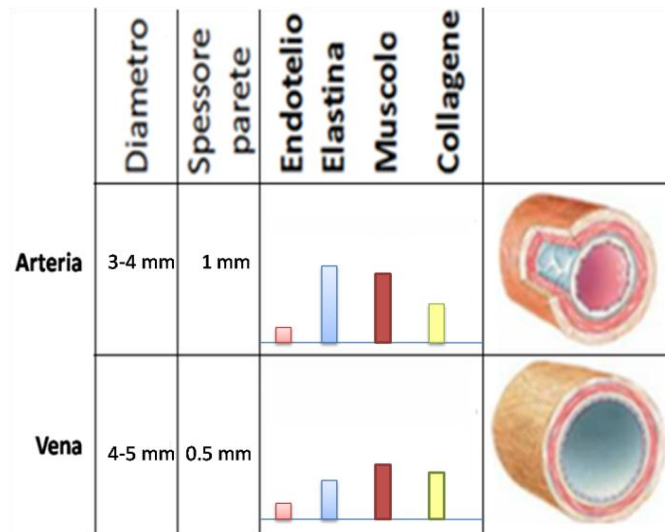 Diametro
Spessore
parete
Endotelio
Elastina
Muscolo
Collagene
Arteria
3-4 mm
1 mm
Vena
4-5 mm
0.5 mm